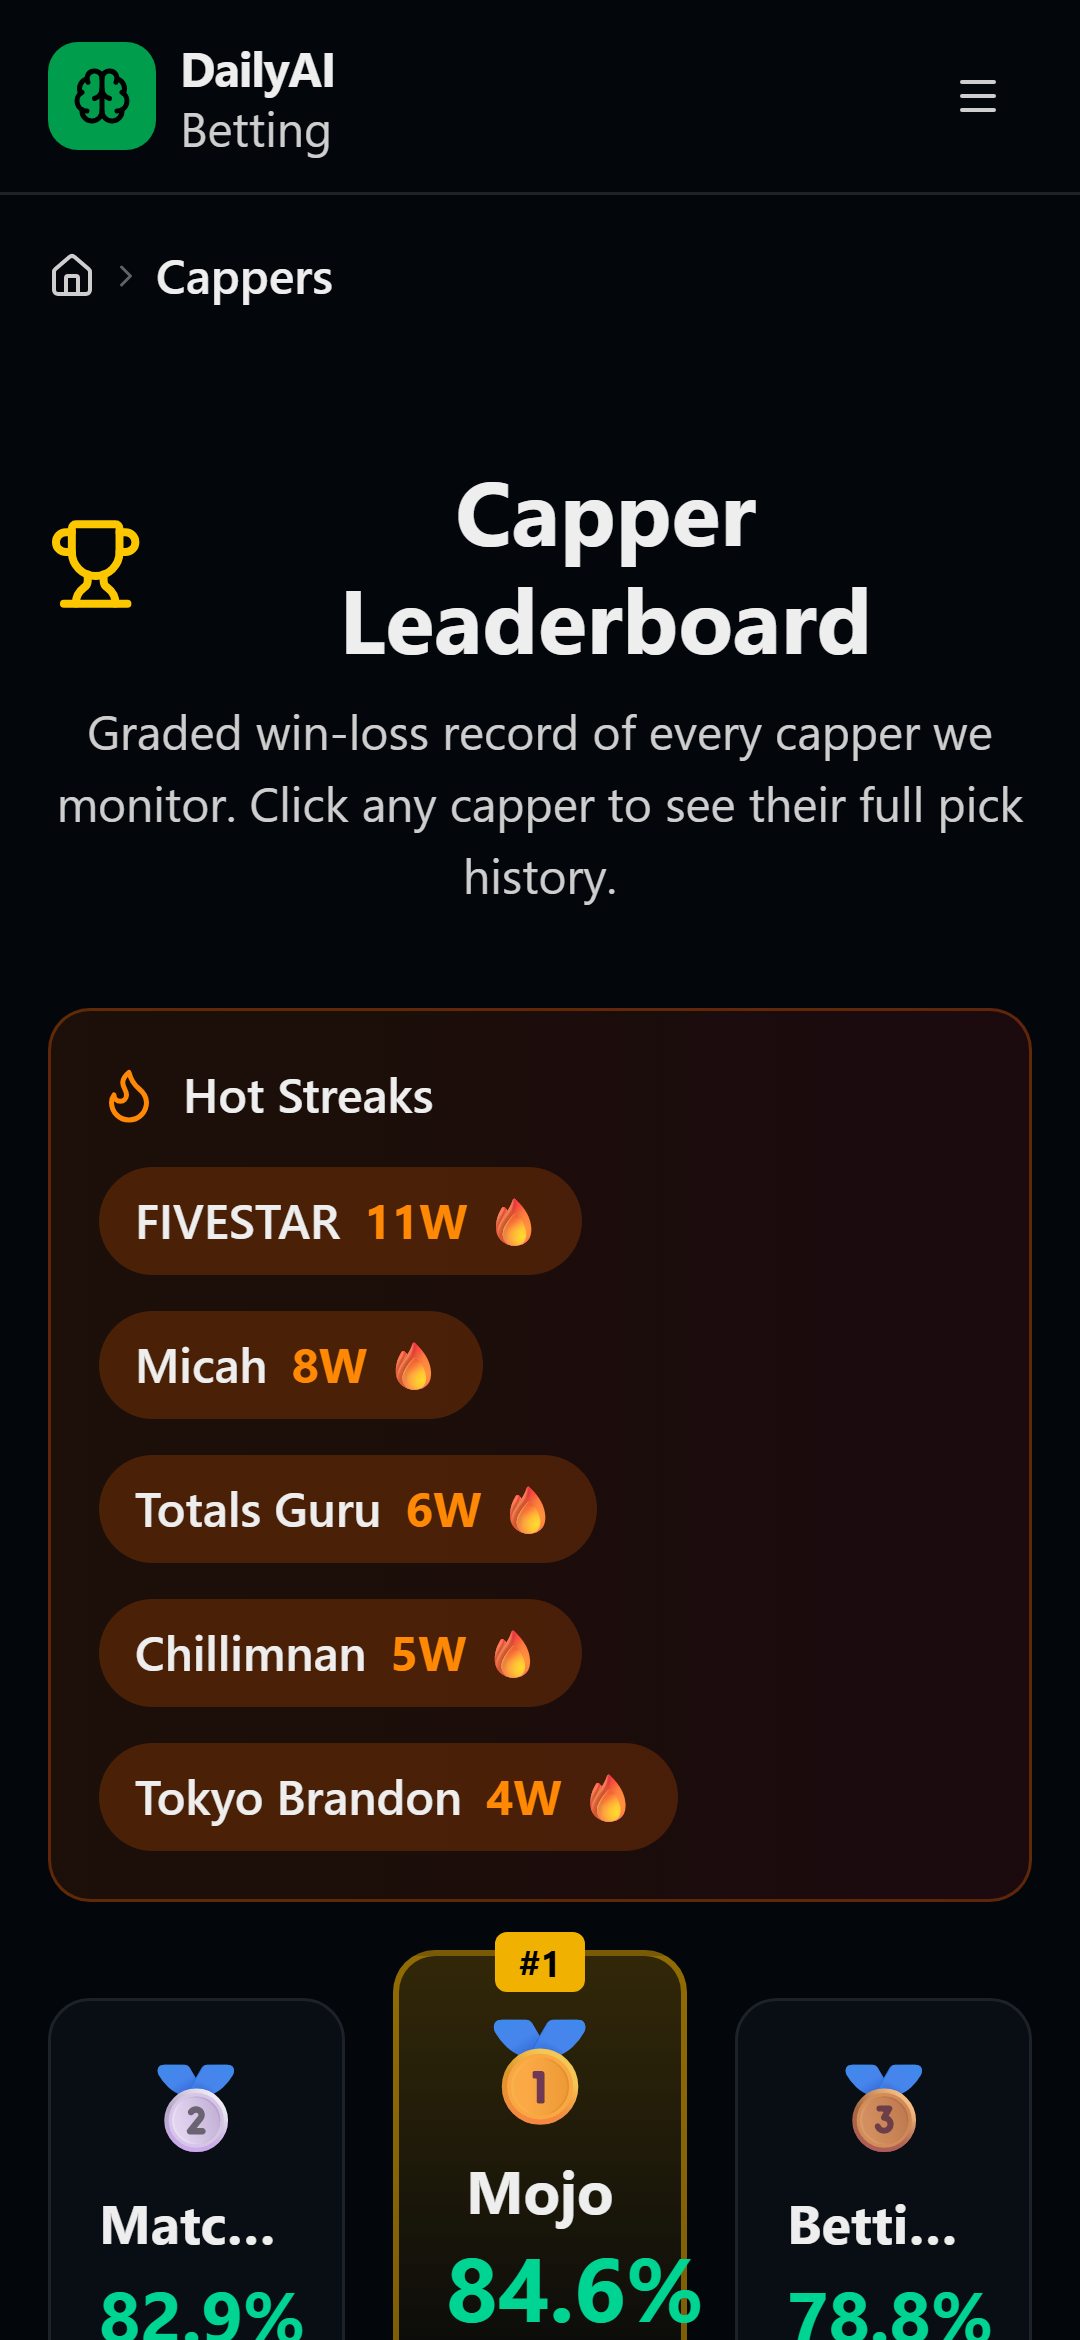 DailyAI
Betting
Cappers
Capper
Leaderboard
Graded win-loss record of every capper we
monitor. Click any capper to see their full pick
history.
Hot Streaks
FIVESTAR 11W 🔥
Micah 8W 🔥
Totals Guru 6W 🔥
Chillimnan 5W 🔥
Tokyo Brandon 4W 🔥
#1
2
1
3
Matc...
Mojo
Betti...
82.9%
84.6%
78.8%